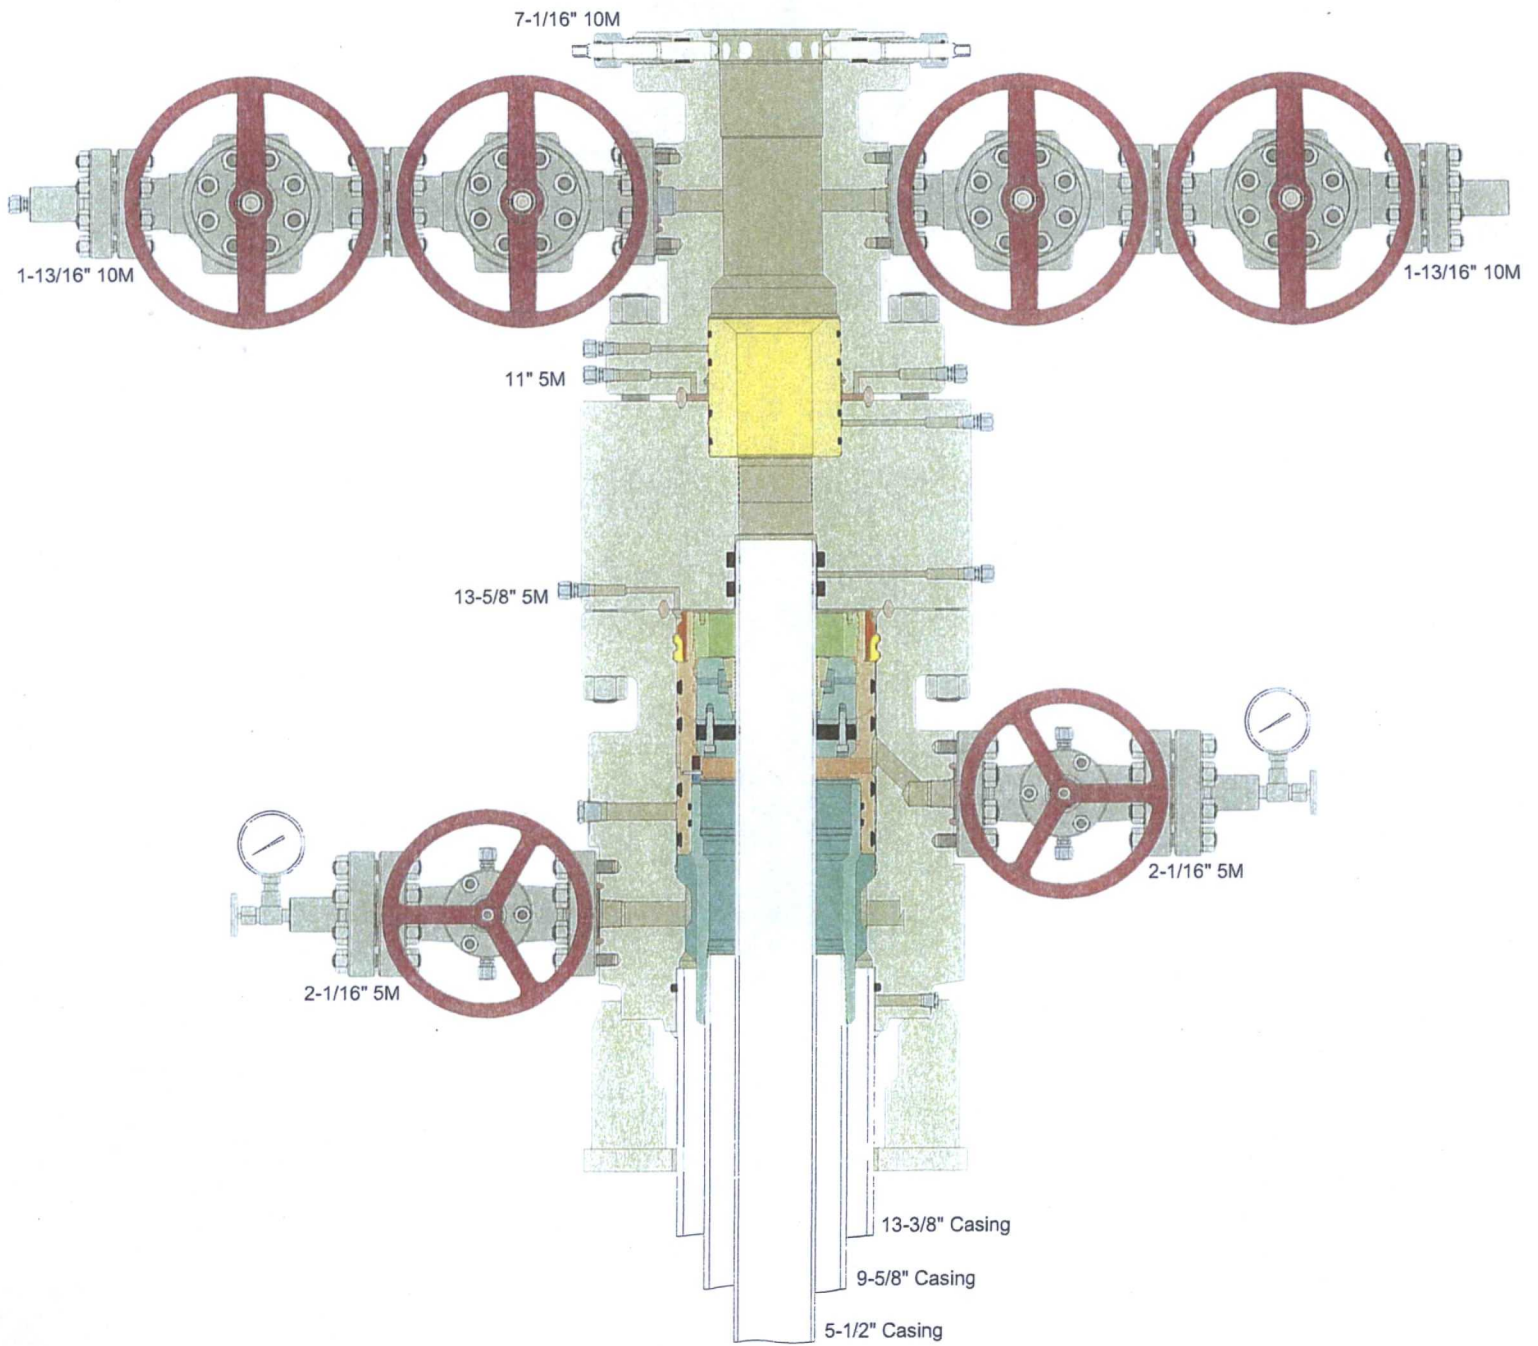 7-1/16" 10M
1-13/16" 10M
1-13/16" 10M
11" 5M
13-5/8" 5M
2-1/16" 5M
2-1/16" 5M
13-3/8" Casing
9-5/8" Casing
5-1/2" Casing